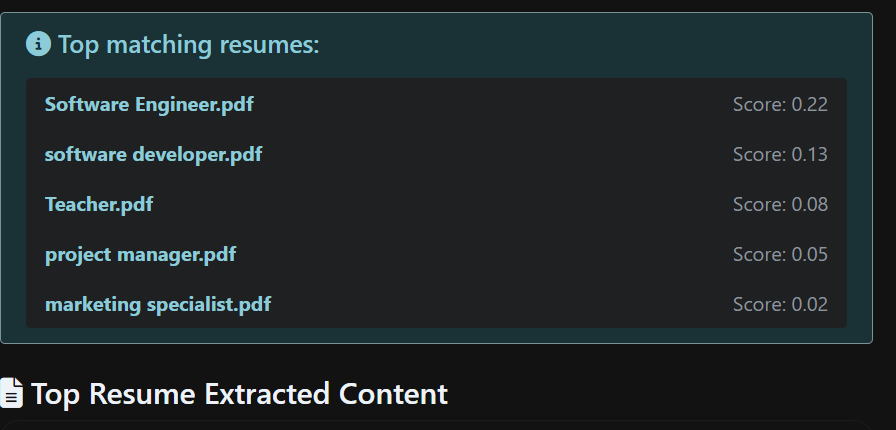 Top matching resumes:
Software Engineer.pdf Score: 0.22
software developer.pdf Score: 0.13
Teacher.pdf Score: 0.08
project manager.pdf Score: 0.05
marketing specialist.pdf Score: 0.02
Top Resume Extracted Content